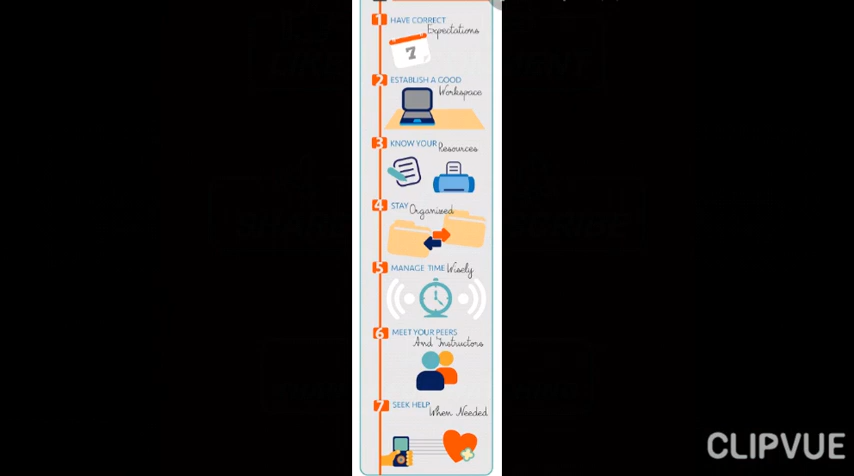 1 HAVE CORRECT
Expectations
7
2 ESTABLISH A GOOD
Workspace
3 KNOW YOUR Resources
4 STAY Organized
5 MANAGE TIME Wisely
6 MEET YOUR PEERS
And Instructors
7 SEEK HELP
When Needed
CLIPVUE